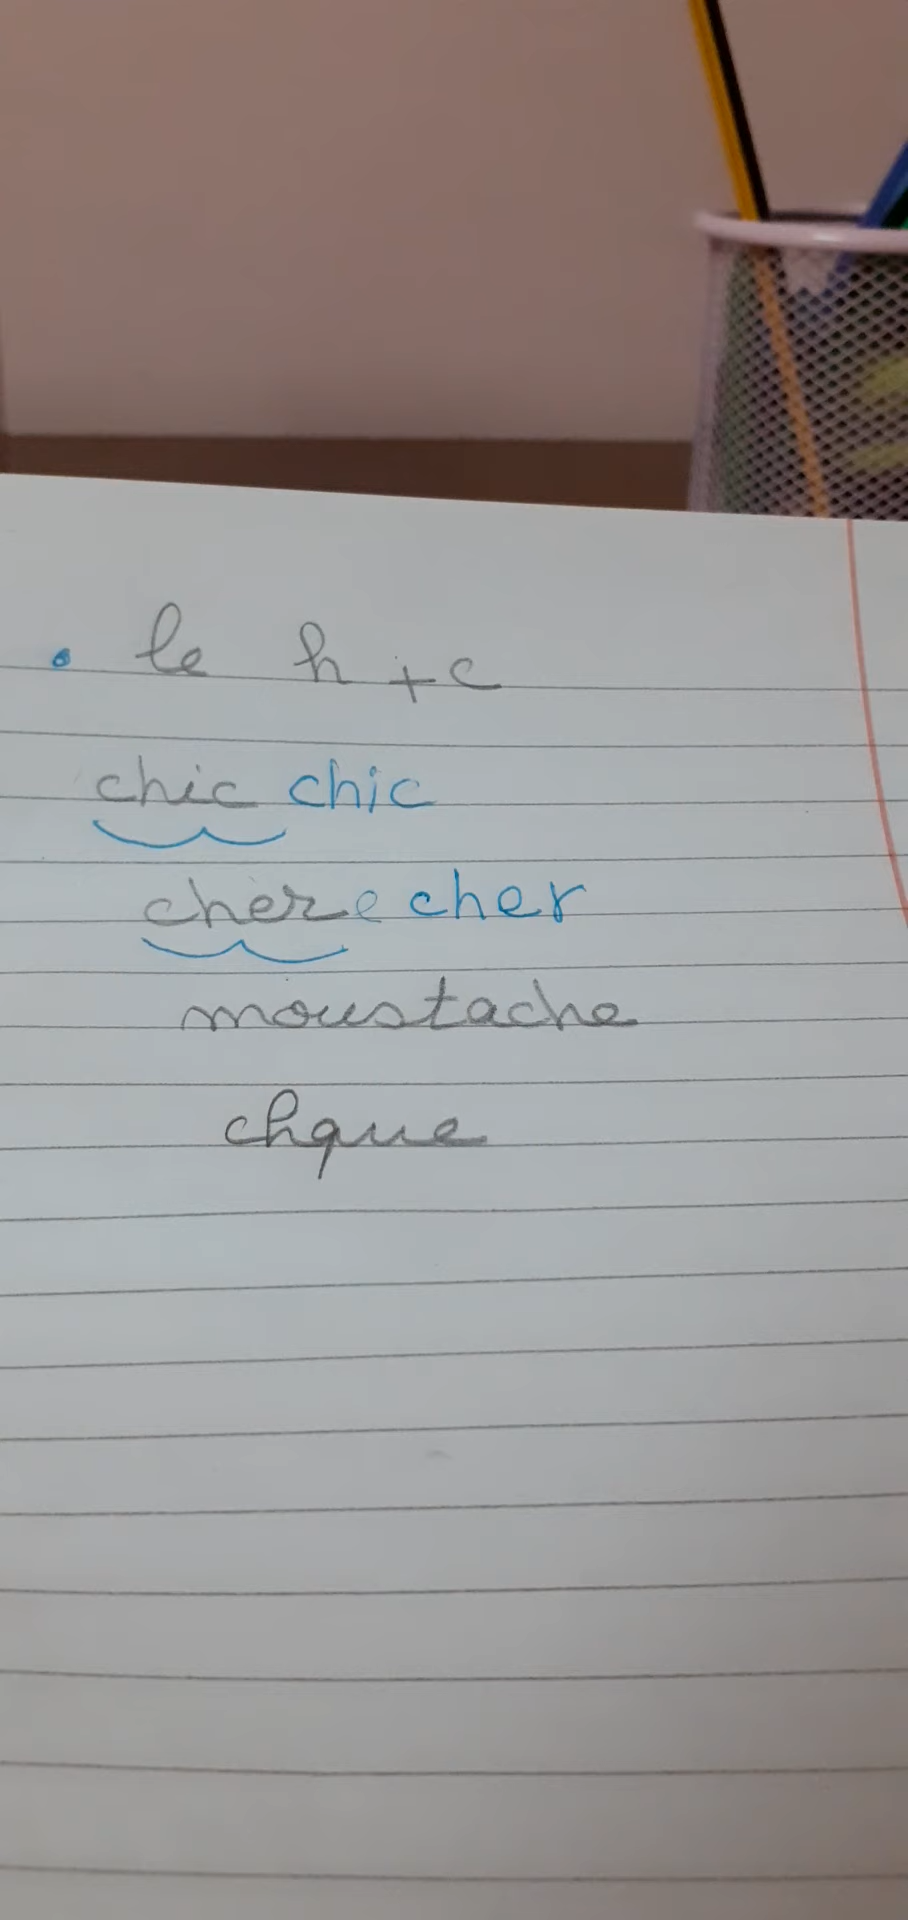 • le h + c
chic chic
chere cher
moustache
chque